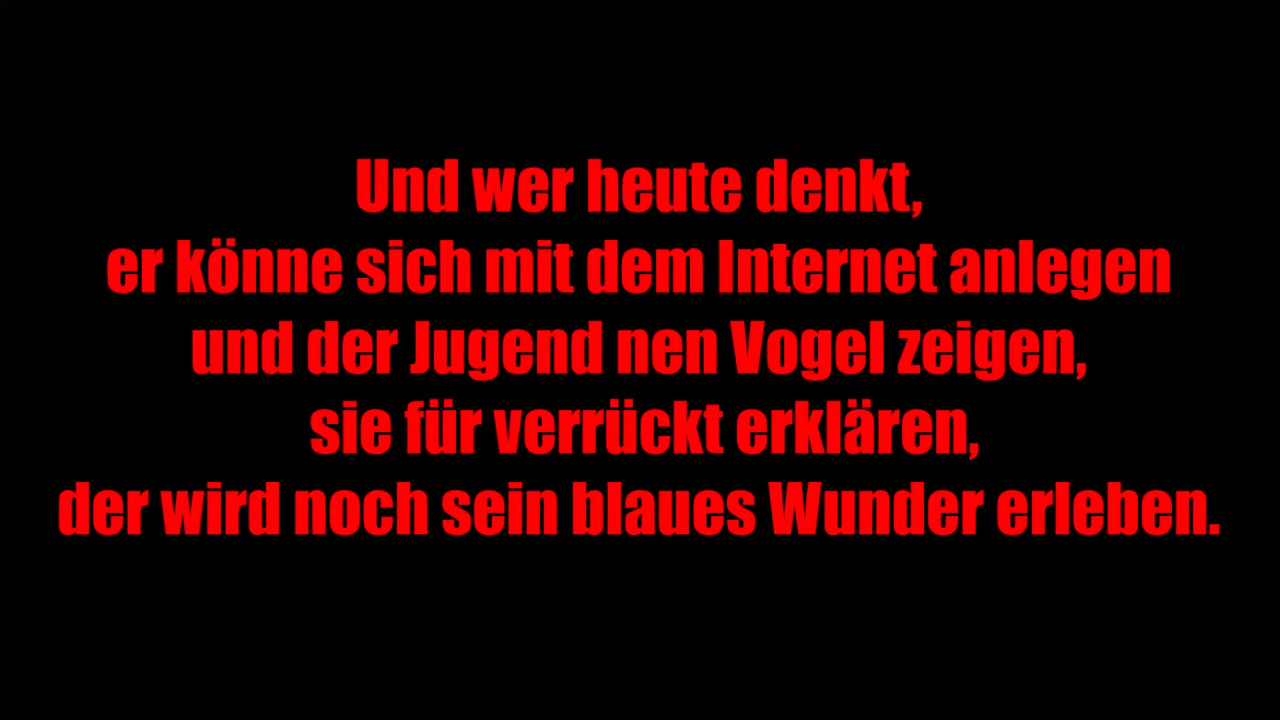 Und wer heute denkt,
er könne sich mit dem Internet anlegen
und der Jugend nen Vogel zeigen,
sie für verrückt erklären,
der wird noch sein blaues Wunder erleben.